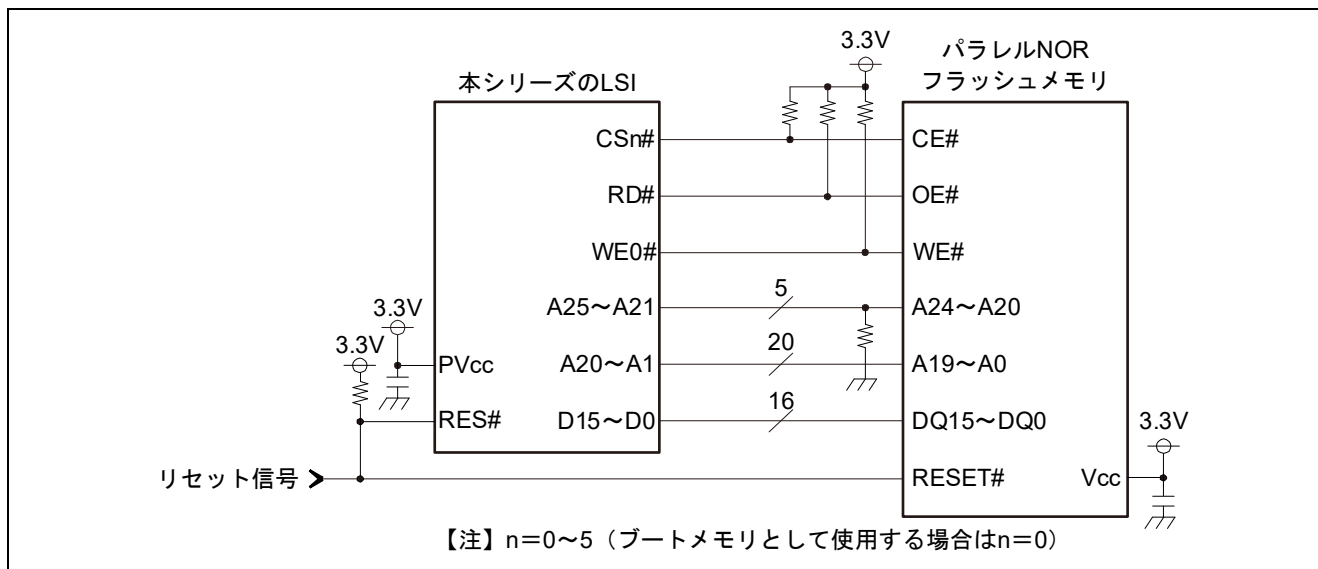 3.3V
パラレルNOR
フラッシュメモリ
本シリーズのLSI
CSn#
CE#
RD#
OE#
WE0#
WE#
A25～A21
5
A24～A20
3.3V
3.3V
PVcc
A20～A1
20
A19～A0
RES#
D15～D0
16
DQ15～DQ0
3.3V
リセット信号
RESET#
Vcc
【注】n＝0～5（ブートメモリとして使用する場合はn＝0）